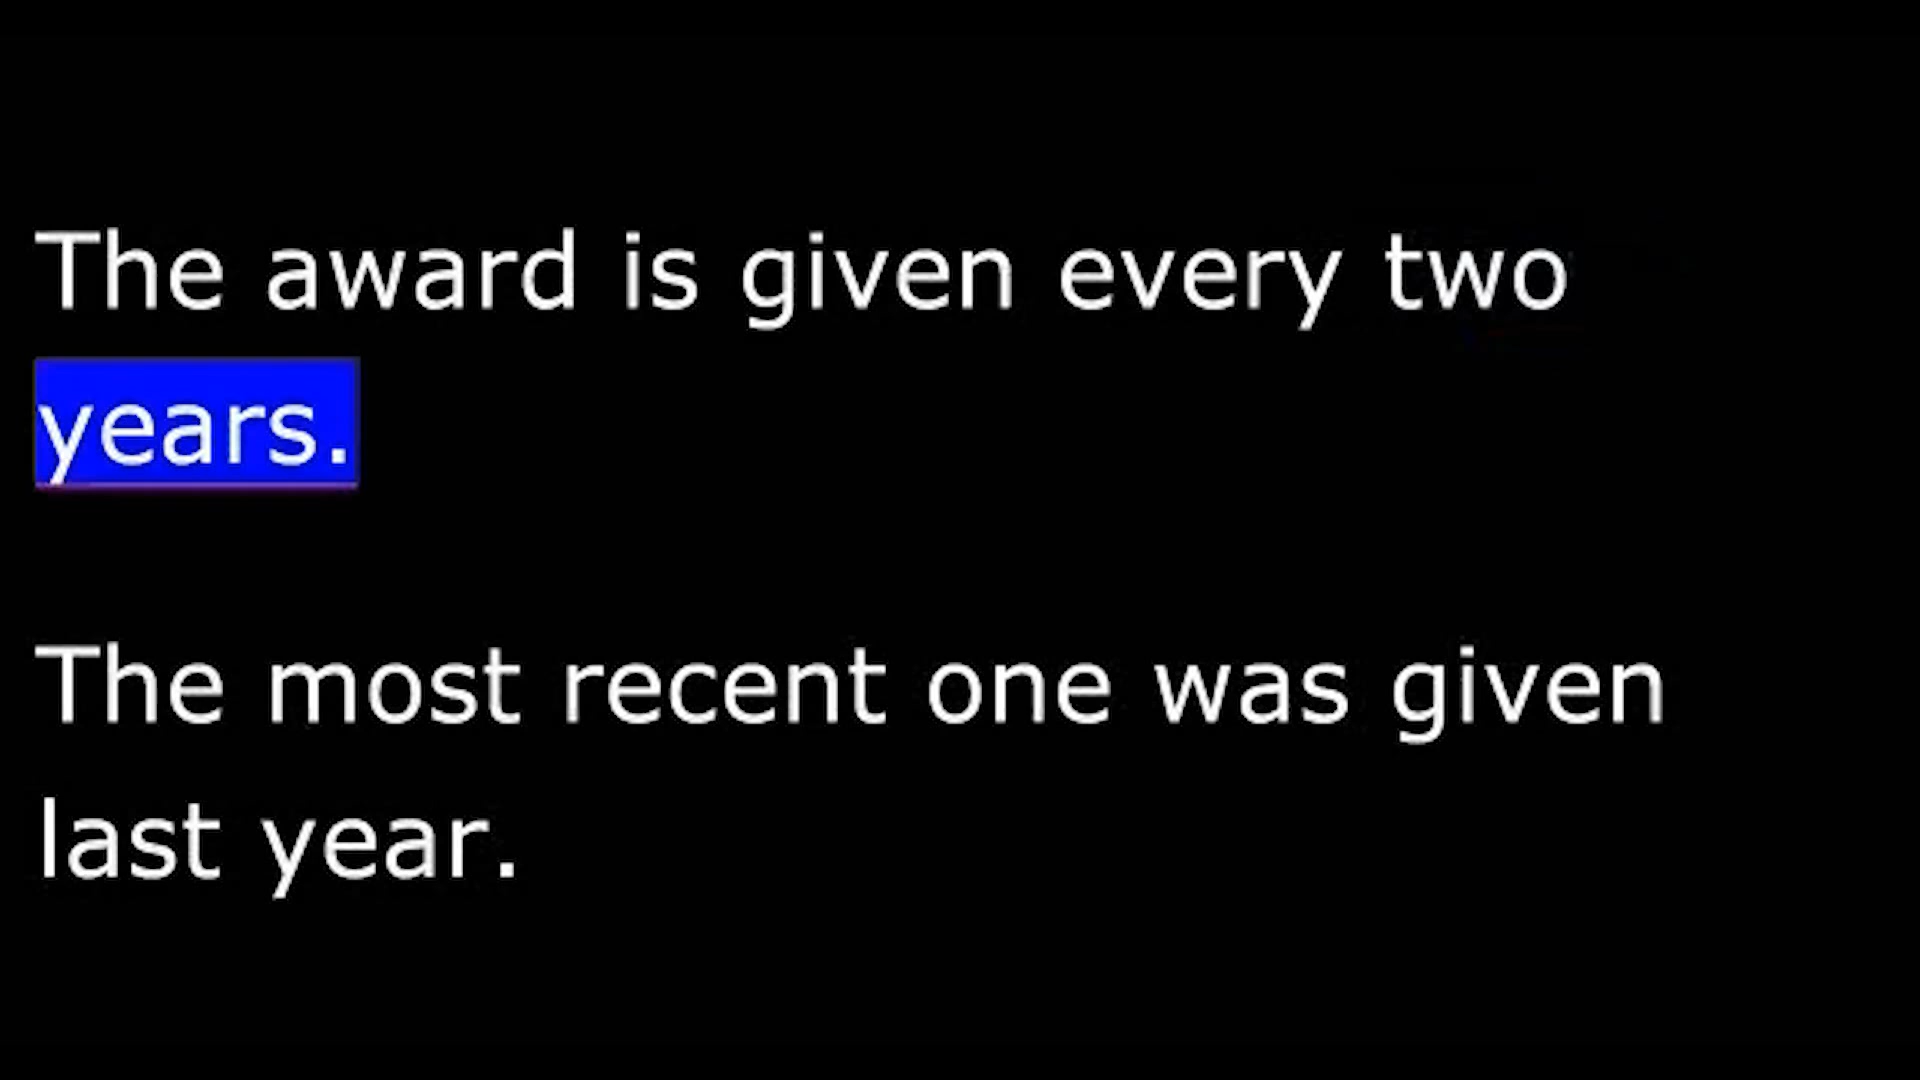 The award is given every two
years.
The most recent one was given
last year.